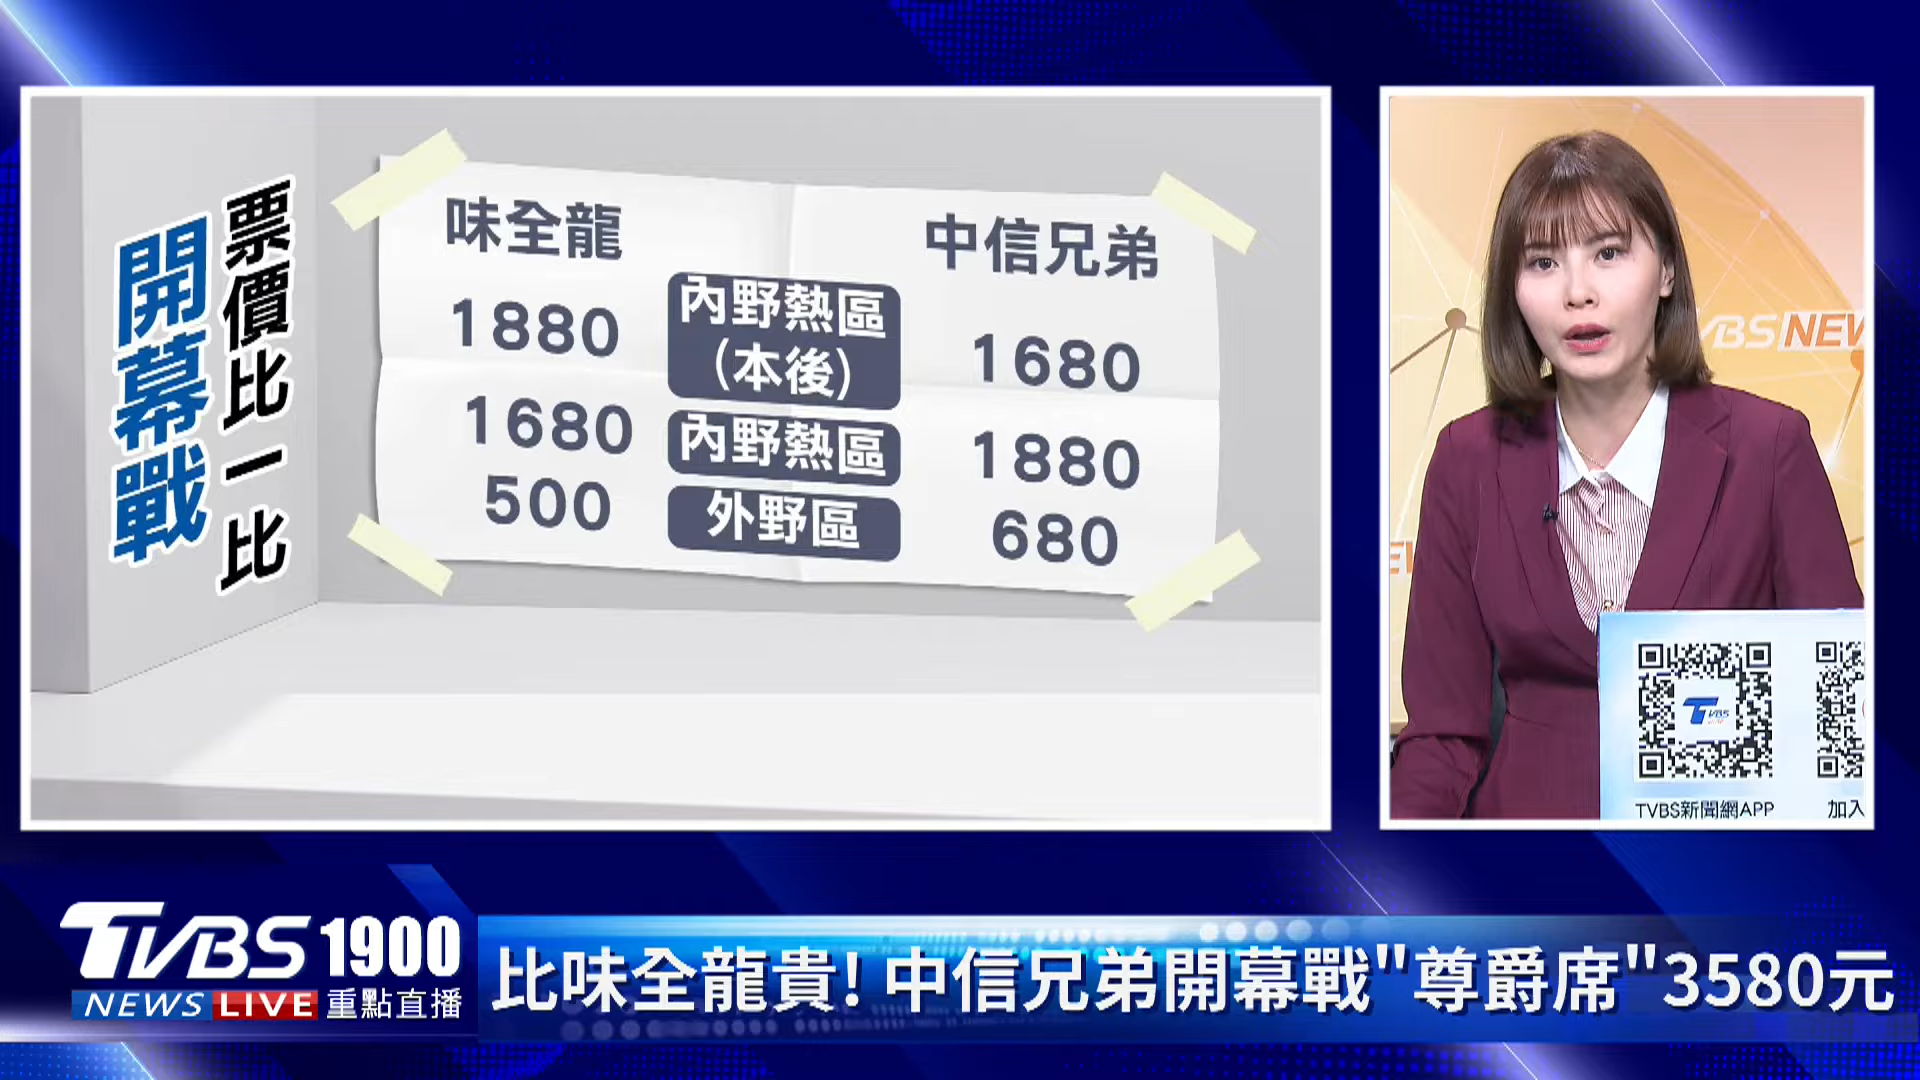 開幕戰
票價比一比
味全龍 中信兄弟
1880 內野熱區(本後) 1680
1680 內野熱區 1880
500 外野區 680
VBS NEW
TVBS
TVBS新聞網APP
加入
TVBS 1900
NEWS LIVE 重點直播
比味全龍貴! 中信兄弟開幕戰"尊爵席"3580元